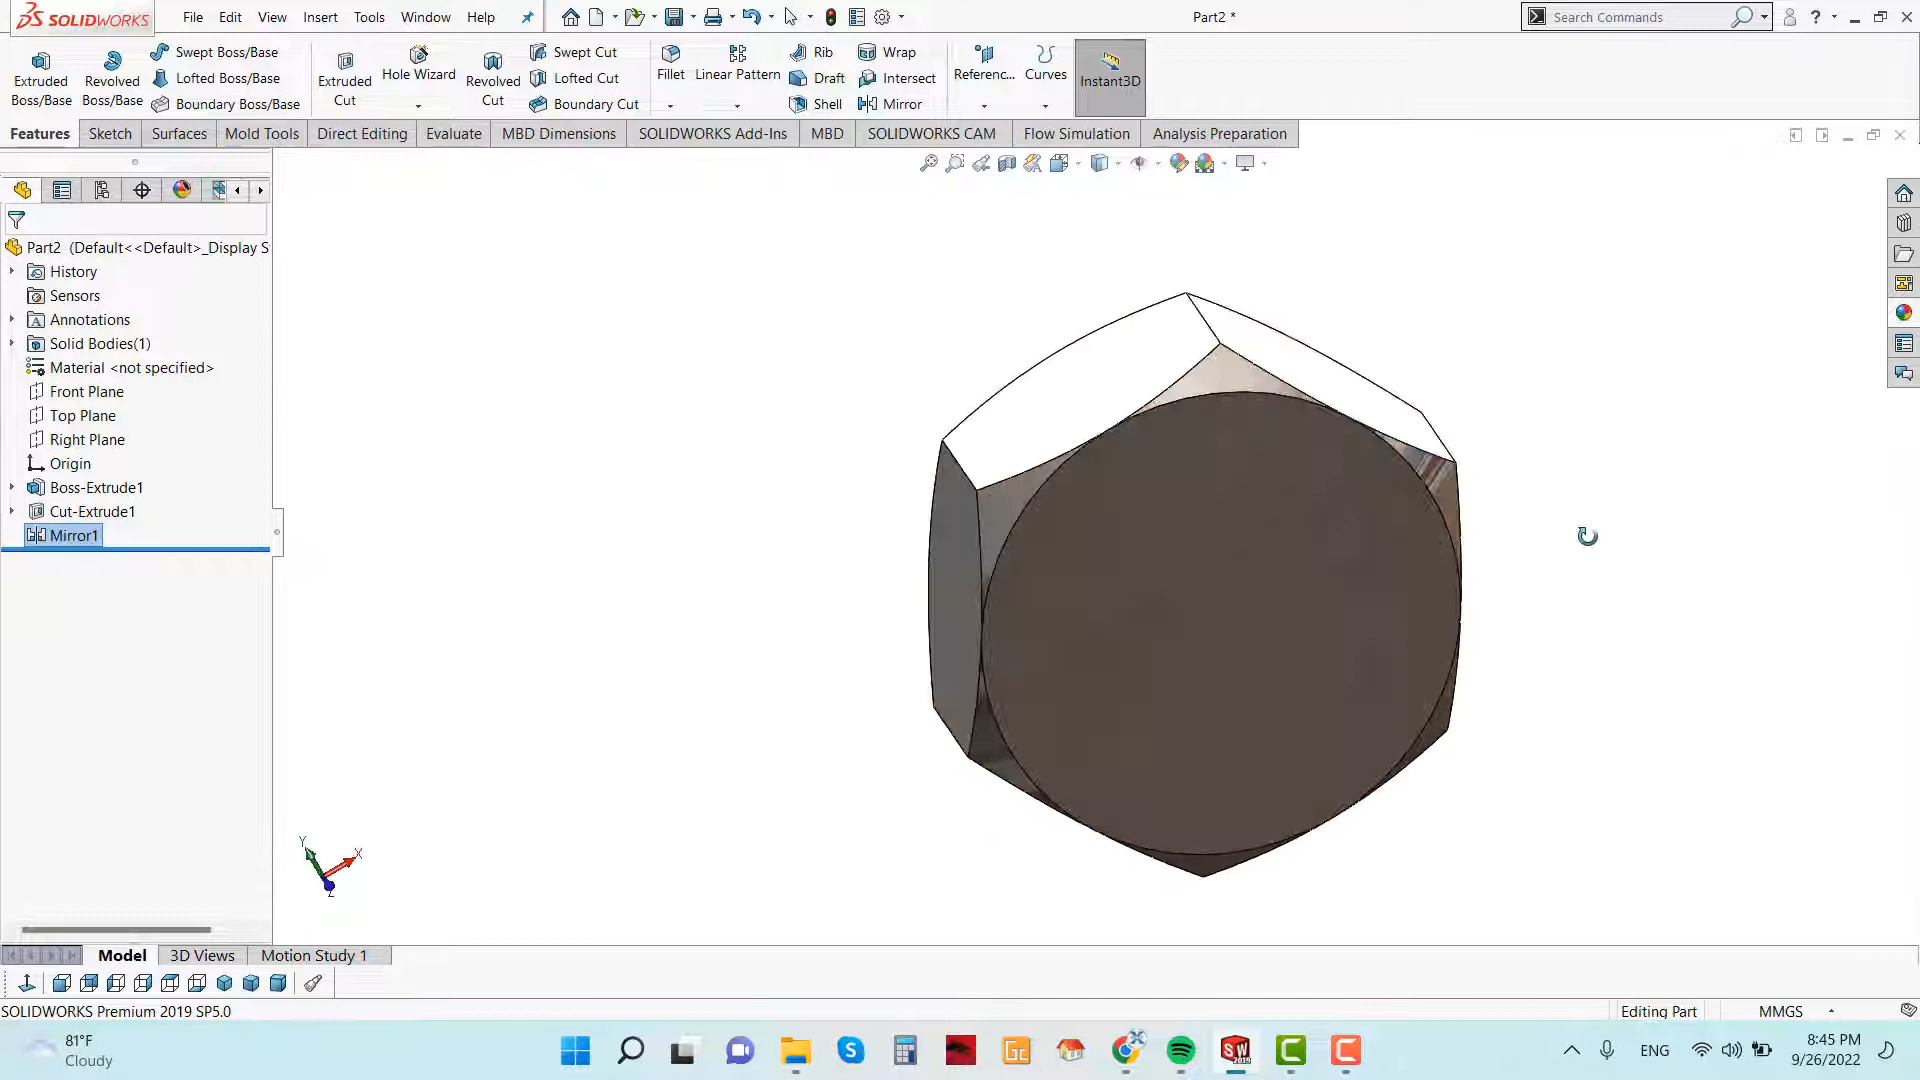 SOLIDWORKS File Edit View Insert Tools Window Help Part2 * Search Commands
Extruded Boss/Base
Revolved Boss/Base
Swept Boss/Base
Lofted Boss/Base
Boundary Boss/Base
Extruded Cut
Hole Wizard
Revolved Cut
Swept Cut
Lofted Cut
Boundary Cut
Fillet
Linear Pattern
Rib
Draft
Shell
Wrap
Intersect
Mirror
Referenc...
Curves
Instant3D
Features Sketch Surfaces Mold Tools Direct Editing Evaluate MBD Dimensions SOLIDWORKS Add-Ins MBD SOLIDWORKS CAM Flow Simulation Analysis Preparation
Part2 (Default<<Default>_Display S
History
Sensors
Annotations
Solid Bodies(1)
Material <not specified>
Front Plane
Top Plane
Right Plane
Origin
Boss-Extrude1
Cut-Extrude1
Mirror1
Y
X
Z
Model 3D Views Motion Study 1
SOLIDWORKS Premium 2019 SP5.0 Editing Part MMGS
81°F
Cloudy
Gc
SW
2019
ENG
8:45 PM
9/26/2022